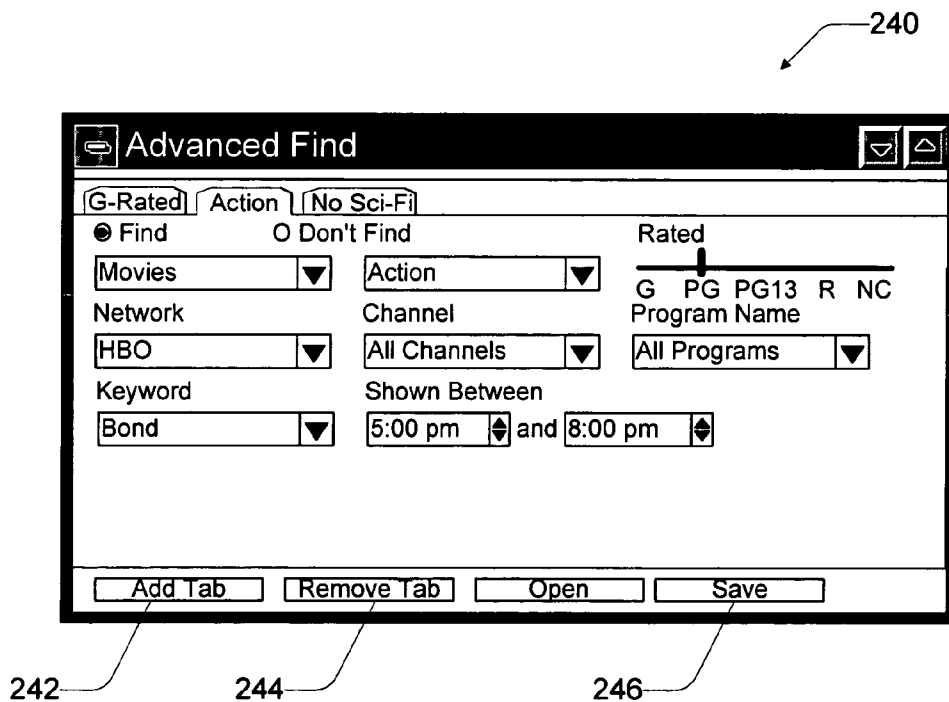 240
Advanced Find
G-Rated Action No Sci-Fi
Find Don't Find Rated
Movies Action
G PG PG13 R NC
Network Channel Program Name
HBO All Channels All Programs
Keyword Shown Between
Bond 5:00 pm and 8:00 pm
Add Tab Remove Tab Open Save
242 244 246